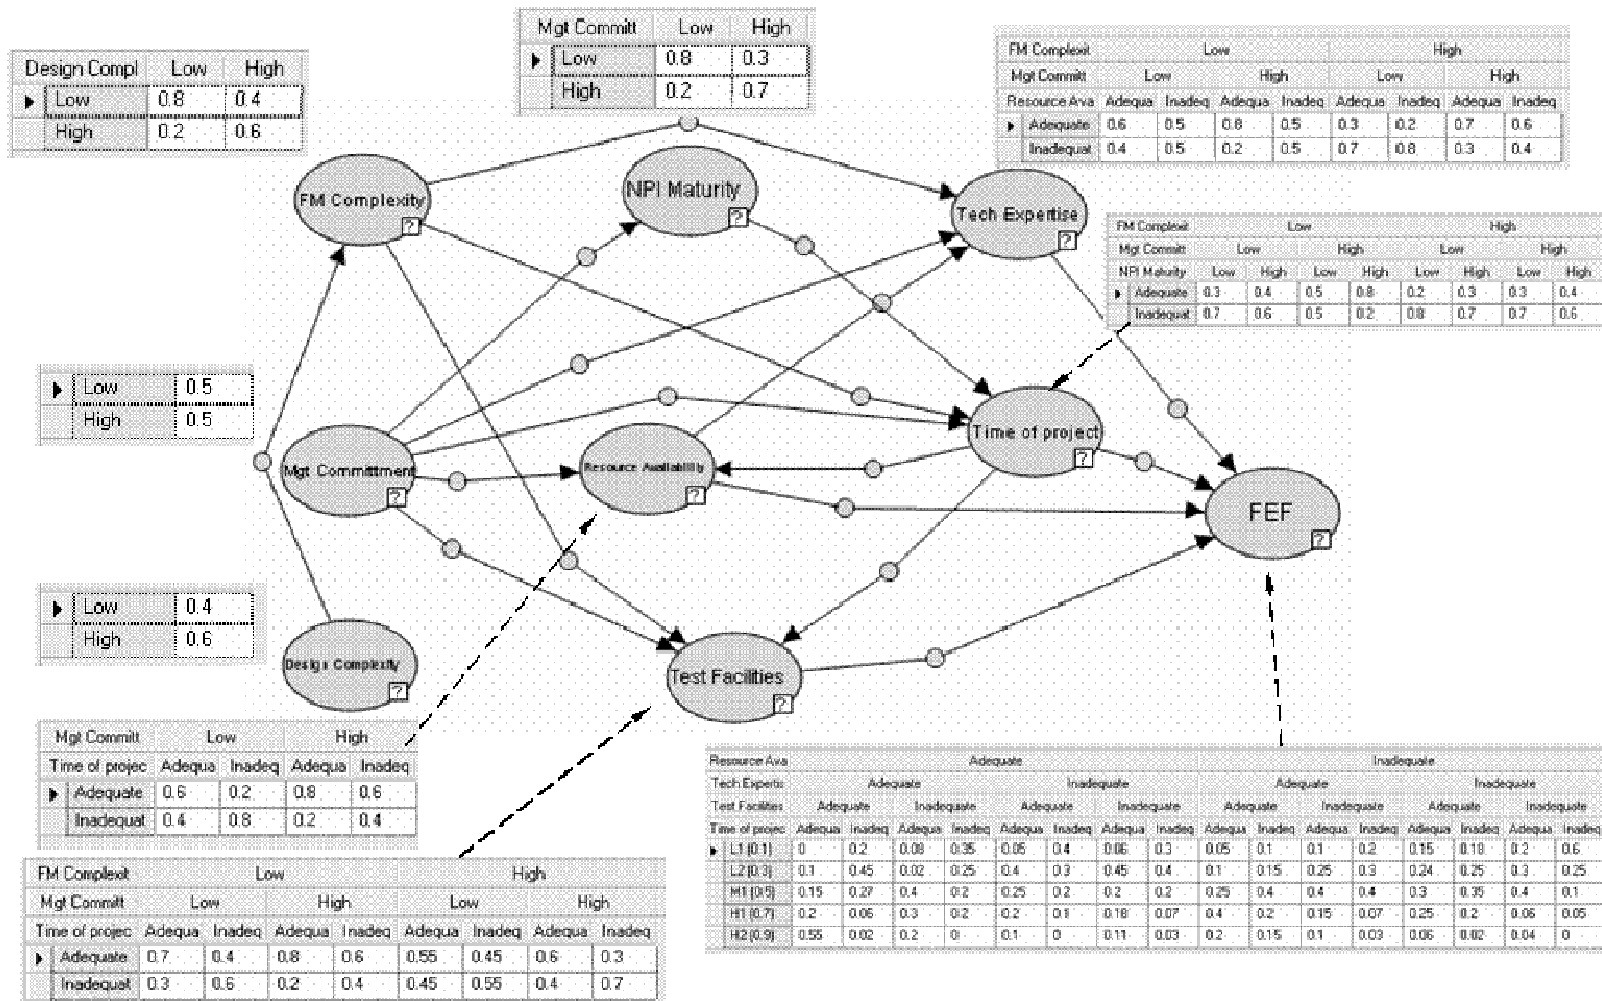 Design Compl Low High
Low 0.8 0.4
High 0.2 0.6
Mgt Committ Low High
Low 0.8 0.3
High 0.2 0.7
FM Complexit Low High
Mgt Committ Low High Low High
Resource Ava Adequa Inadeq Adequa Inadeq Adequa Inadeq Adequa Inadeq
Adequate 0.6 0.5 0.8 0.5 0.3 0.2 0.7 0.6
Inadequat 0.4 0.5 0.2 0.5 0.7 0.8 0.3 0.4
FM Complexity
?
NPI Maturity
?
Tech Expertise
?
FM Complexit Low High
Mgt Committ Low High Low High
NPI Maturity Low High Low High Low High Low High
Adequate 0.3 0.4 0.5 0.8 0.2 0.3 0.3 0.4
Inadequat 0.7 0.6 0.5 0.2 0.8 0.7 0.7 0.6
Low 0.5
High 0.5
Mgt Committment
?
Resource Availability
?
Time of project
?
FEF
?
Low 0.4
High 0.6
Design Complexity
?
Test Facilities
?
Mgt Committ Low High
Time of projec Adequa Inadeq Adequa Inadeq
Adequate 0.6 0.2 0.8 0.6
Inadequat 0.4 0.8 0.2 0.4
FM Complexit Low High
Mgt Committ Low High Low High
Time of projec Adequa Inadeq Adequa Inadeq Adequa Inadeq Adequa Inadeq
Adequate 0.7 0.4 0.8 0.6 0.55 0.45 0.6 0.3
Inadequat 0.3 0.6 0.2 0.4 0.45 0.55 0.4 0.7
Resource Ava Adequate Inadequate
Tech Expertis Adequate Inadequate Adequate Inadequate
Test Facilities Adequate Inadequate Adequate Inadequate Adequate Inadequate Adequate Inadequate
Time of projec Adequa Inadeq Adequa Inadeq Adequa Inadeq Adequa Inadeq Adequa Inadeq Adequa Inadeq Adequa Inadeq Adequa Inadeq
L1 (0.1) 0 0.2 0.08 0.35 0.05 0.4 0.06 0.3 0.05 0.1 0.1 0.2 0.15 0.18 0.2 0.6
L2 (0.3) 0.1 0.45 0.02 0.25 0.4 0.3 0.45 0.4 0.1 0.15 0.25 0.3 0.24 0.25 0.3 0.25
M1 (0.5) 0.15 0.27 0.4 0.2 0.25 0.2 0.2 0.2 0.25 0.4 0.4 0.4 0.3 0.35 0.4 0.1
H1 (0.7) 0.2 0.06 0.3 0.2 0.2 0.1 0.18 0.07 0.4 0.2 0.15 0.07 0.25 0.2 0.06 0.05
H2 (0.9) 0.55 0.02 0.2 0 0.1 0 0.11 0.03 0.2 0.15 0.1 0.03 0.06 0.02 0.04 0